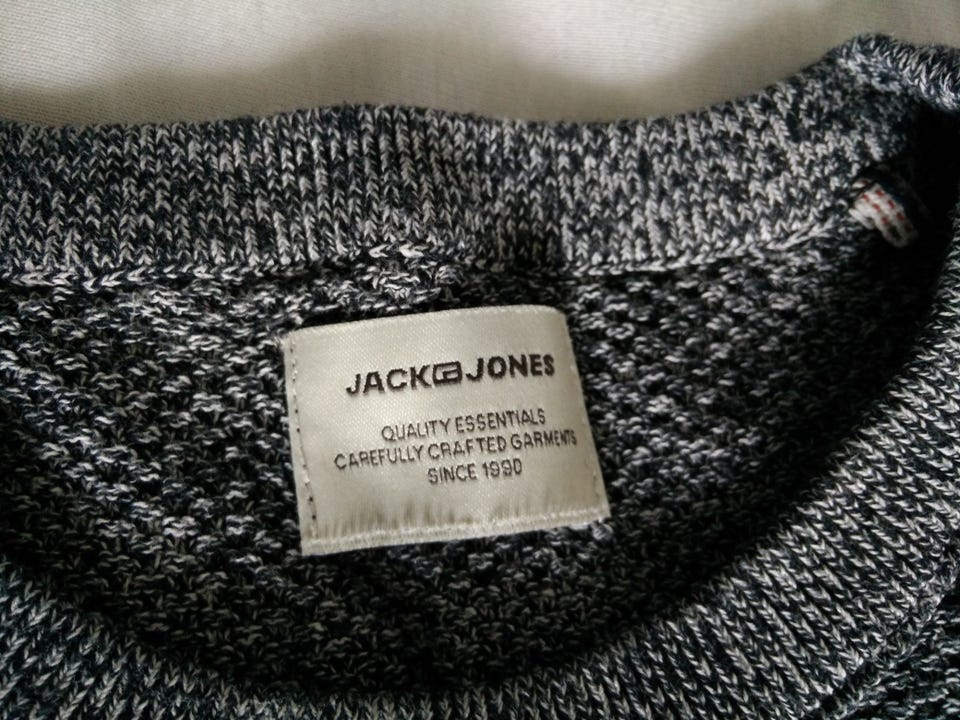 JACK & JONES
QUALITY ESSENTIALS
CAREFULLY CRAFTED GARMENTS
SINCE 1990